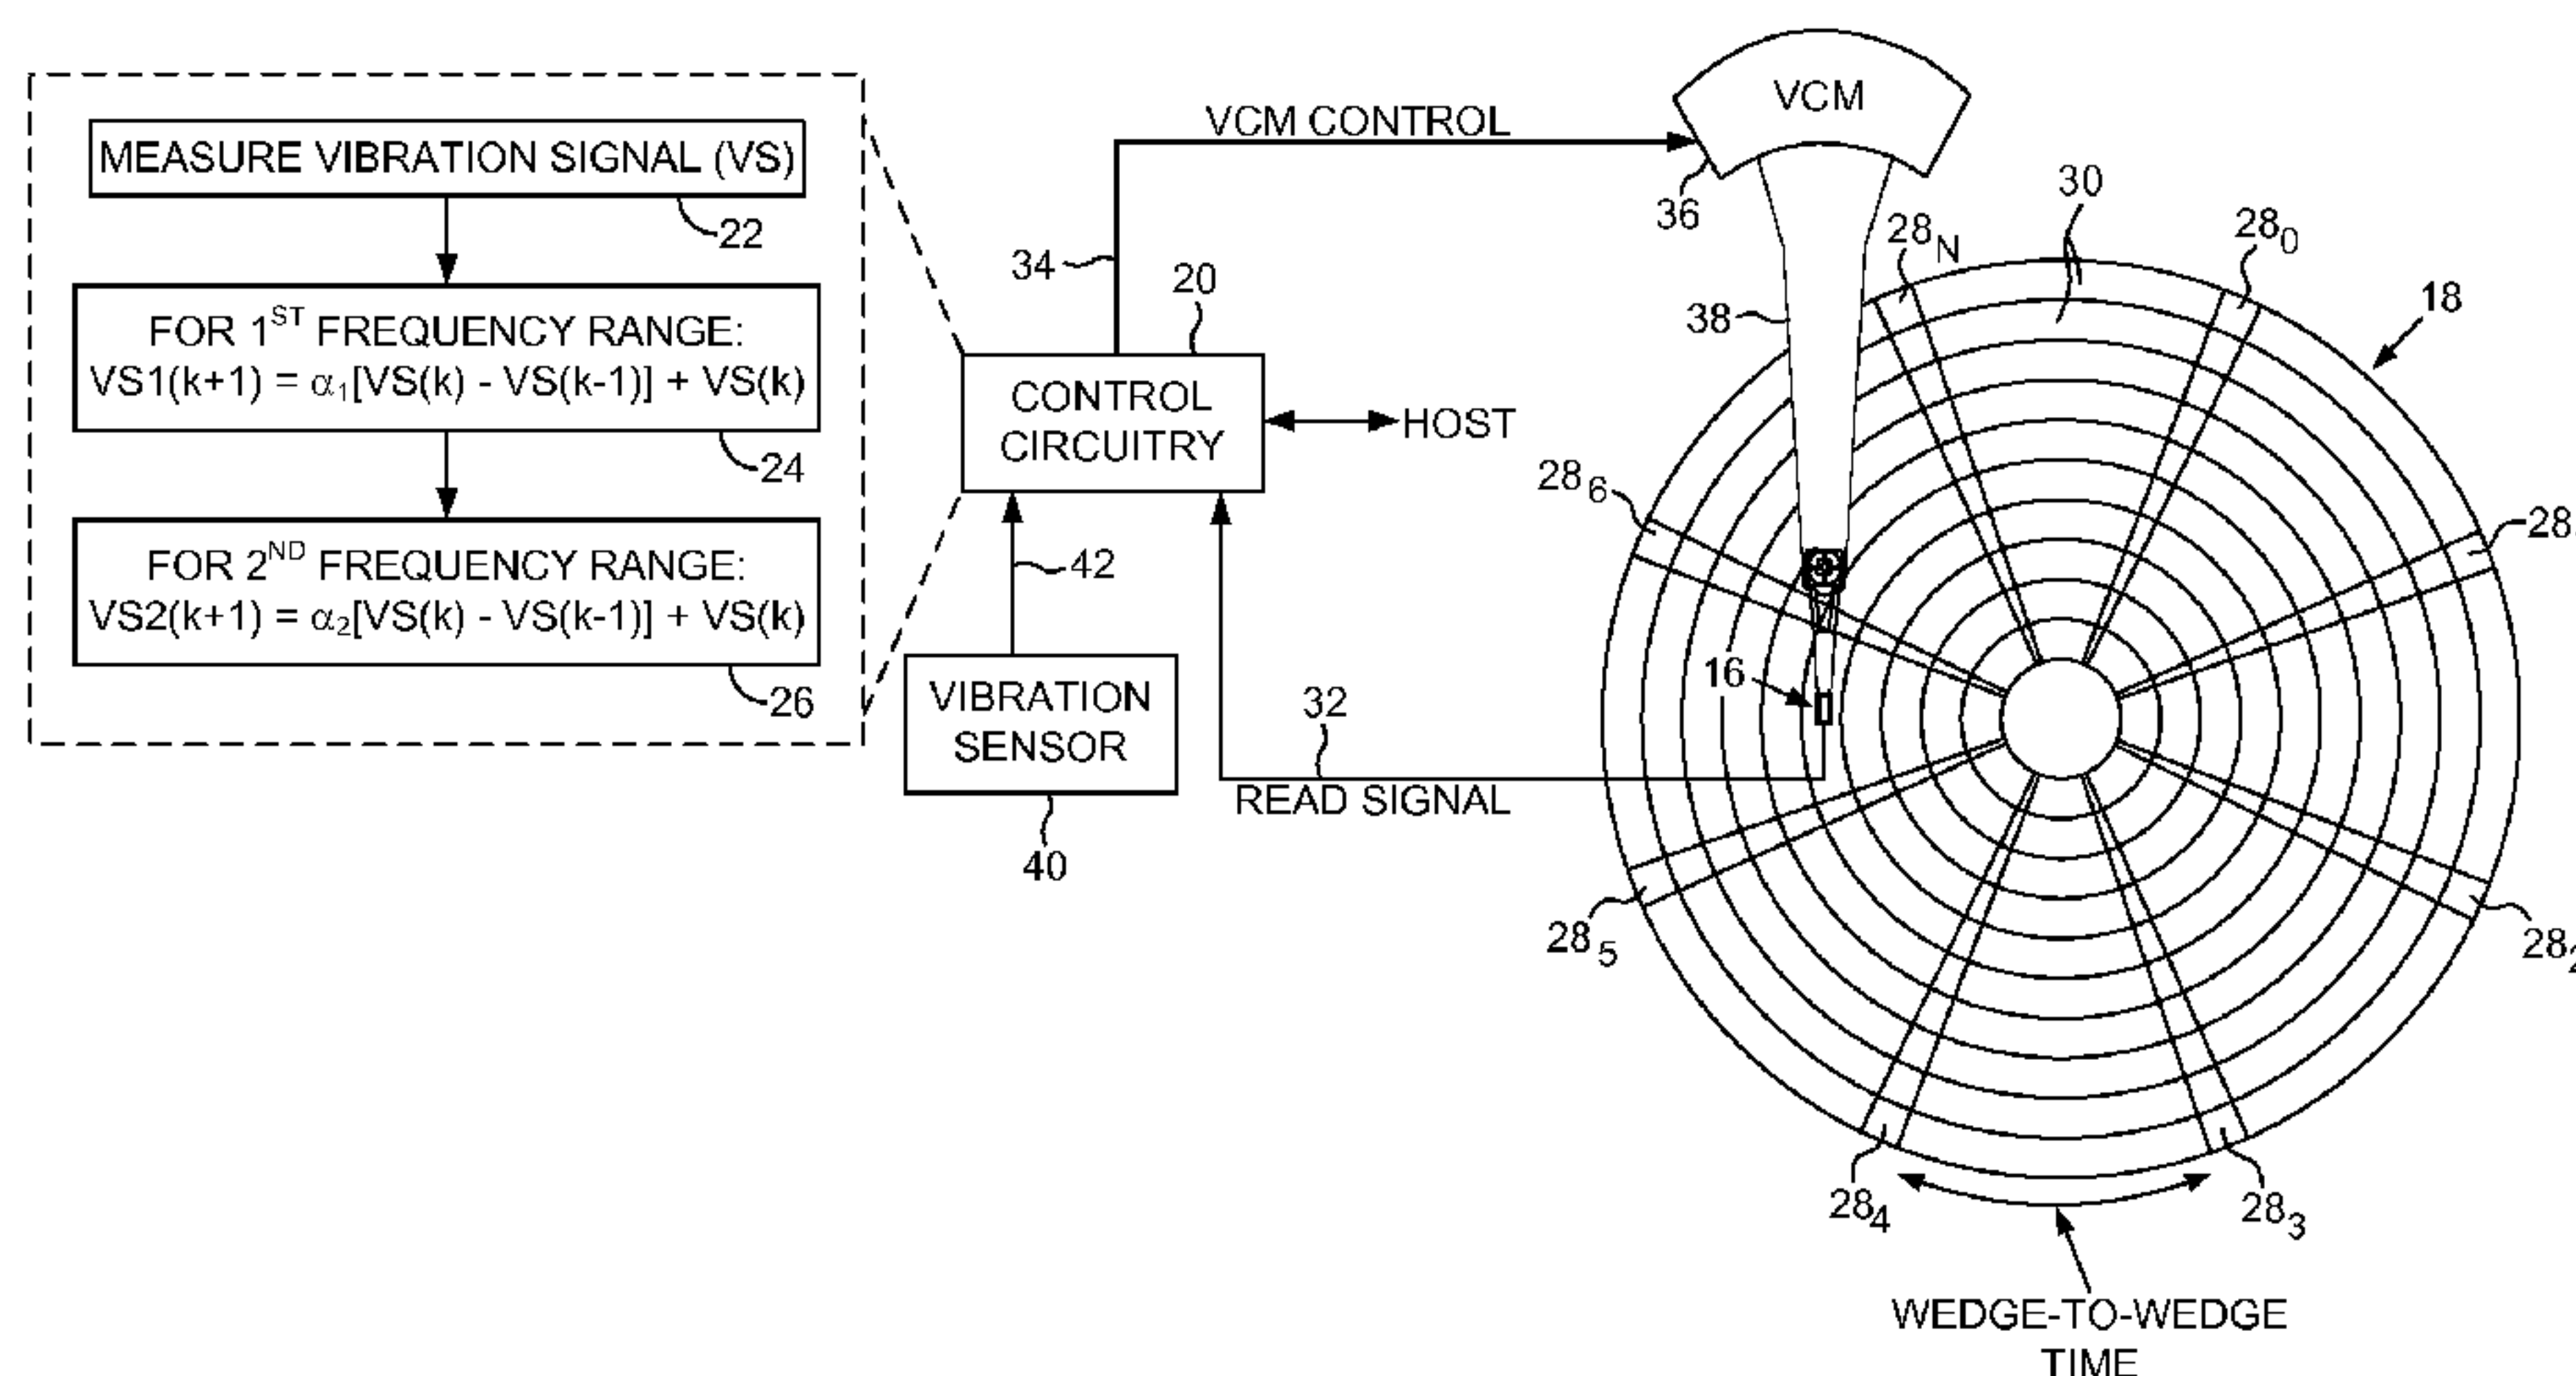 MEASURE VIBRATION SIGNAL (VS)
22
FOR 1ST FREQUENCY RANGE:
VS1(k+1) = α₁[VS(k) - VS(k-1)] + VS(k)
24
FOR 2ND FREQUENCY RANGE:
VS2(k+1) = α₂[VS(k) - VS(k-1)] + VS(k)
26
VCM CONTROL
34
20
CONTROL
CIRCUITRY
HOST
42
VIBRATION
SENSOR
40
32
READ SIGNAL
VCM
36
38
16
30
28N
28₀
18
28₆
28
28₅
28
28₄
28₃
WEDGE-TO-WEDGE
TIME